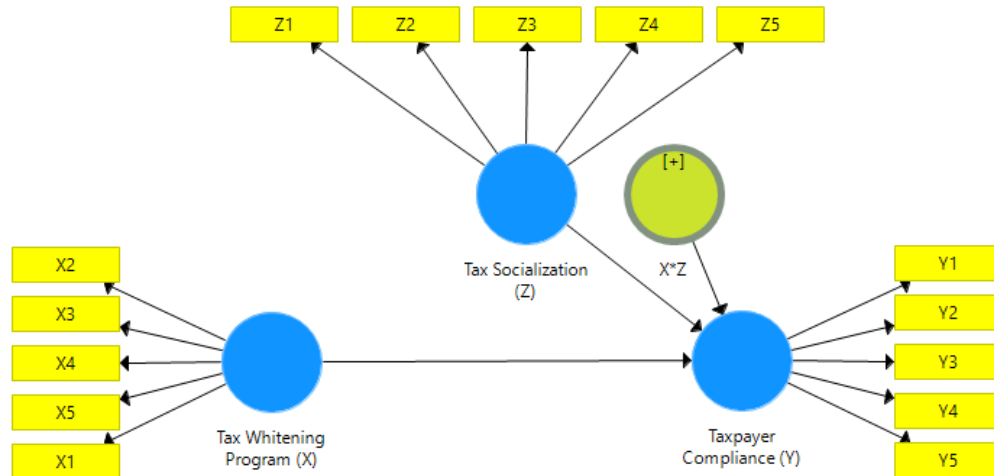 Z1
Z2
Z3
Z4
Z5
[+]
Tax Socialization
(Z)
X*Z
X2
X3
X4
X5
X1
Tax Whitening
Program (X)
Y1
Y2
Y3
Y4
Y5
Taxpayer
Compliance (Y)